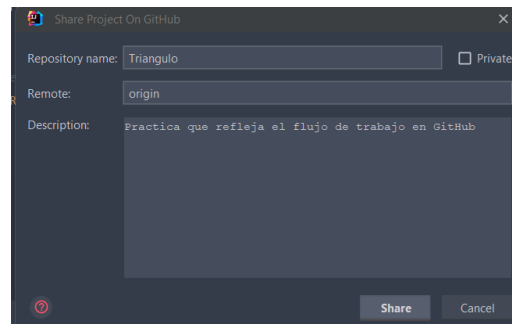 Share Project On GitHub
Repository name: Triangulo Private
Remote: origin
R
Description: Practica que refleja el flujo de trabajo en GitHub
?
Share Cancel